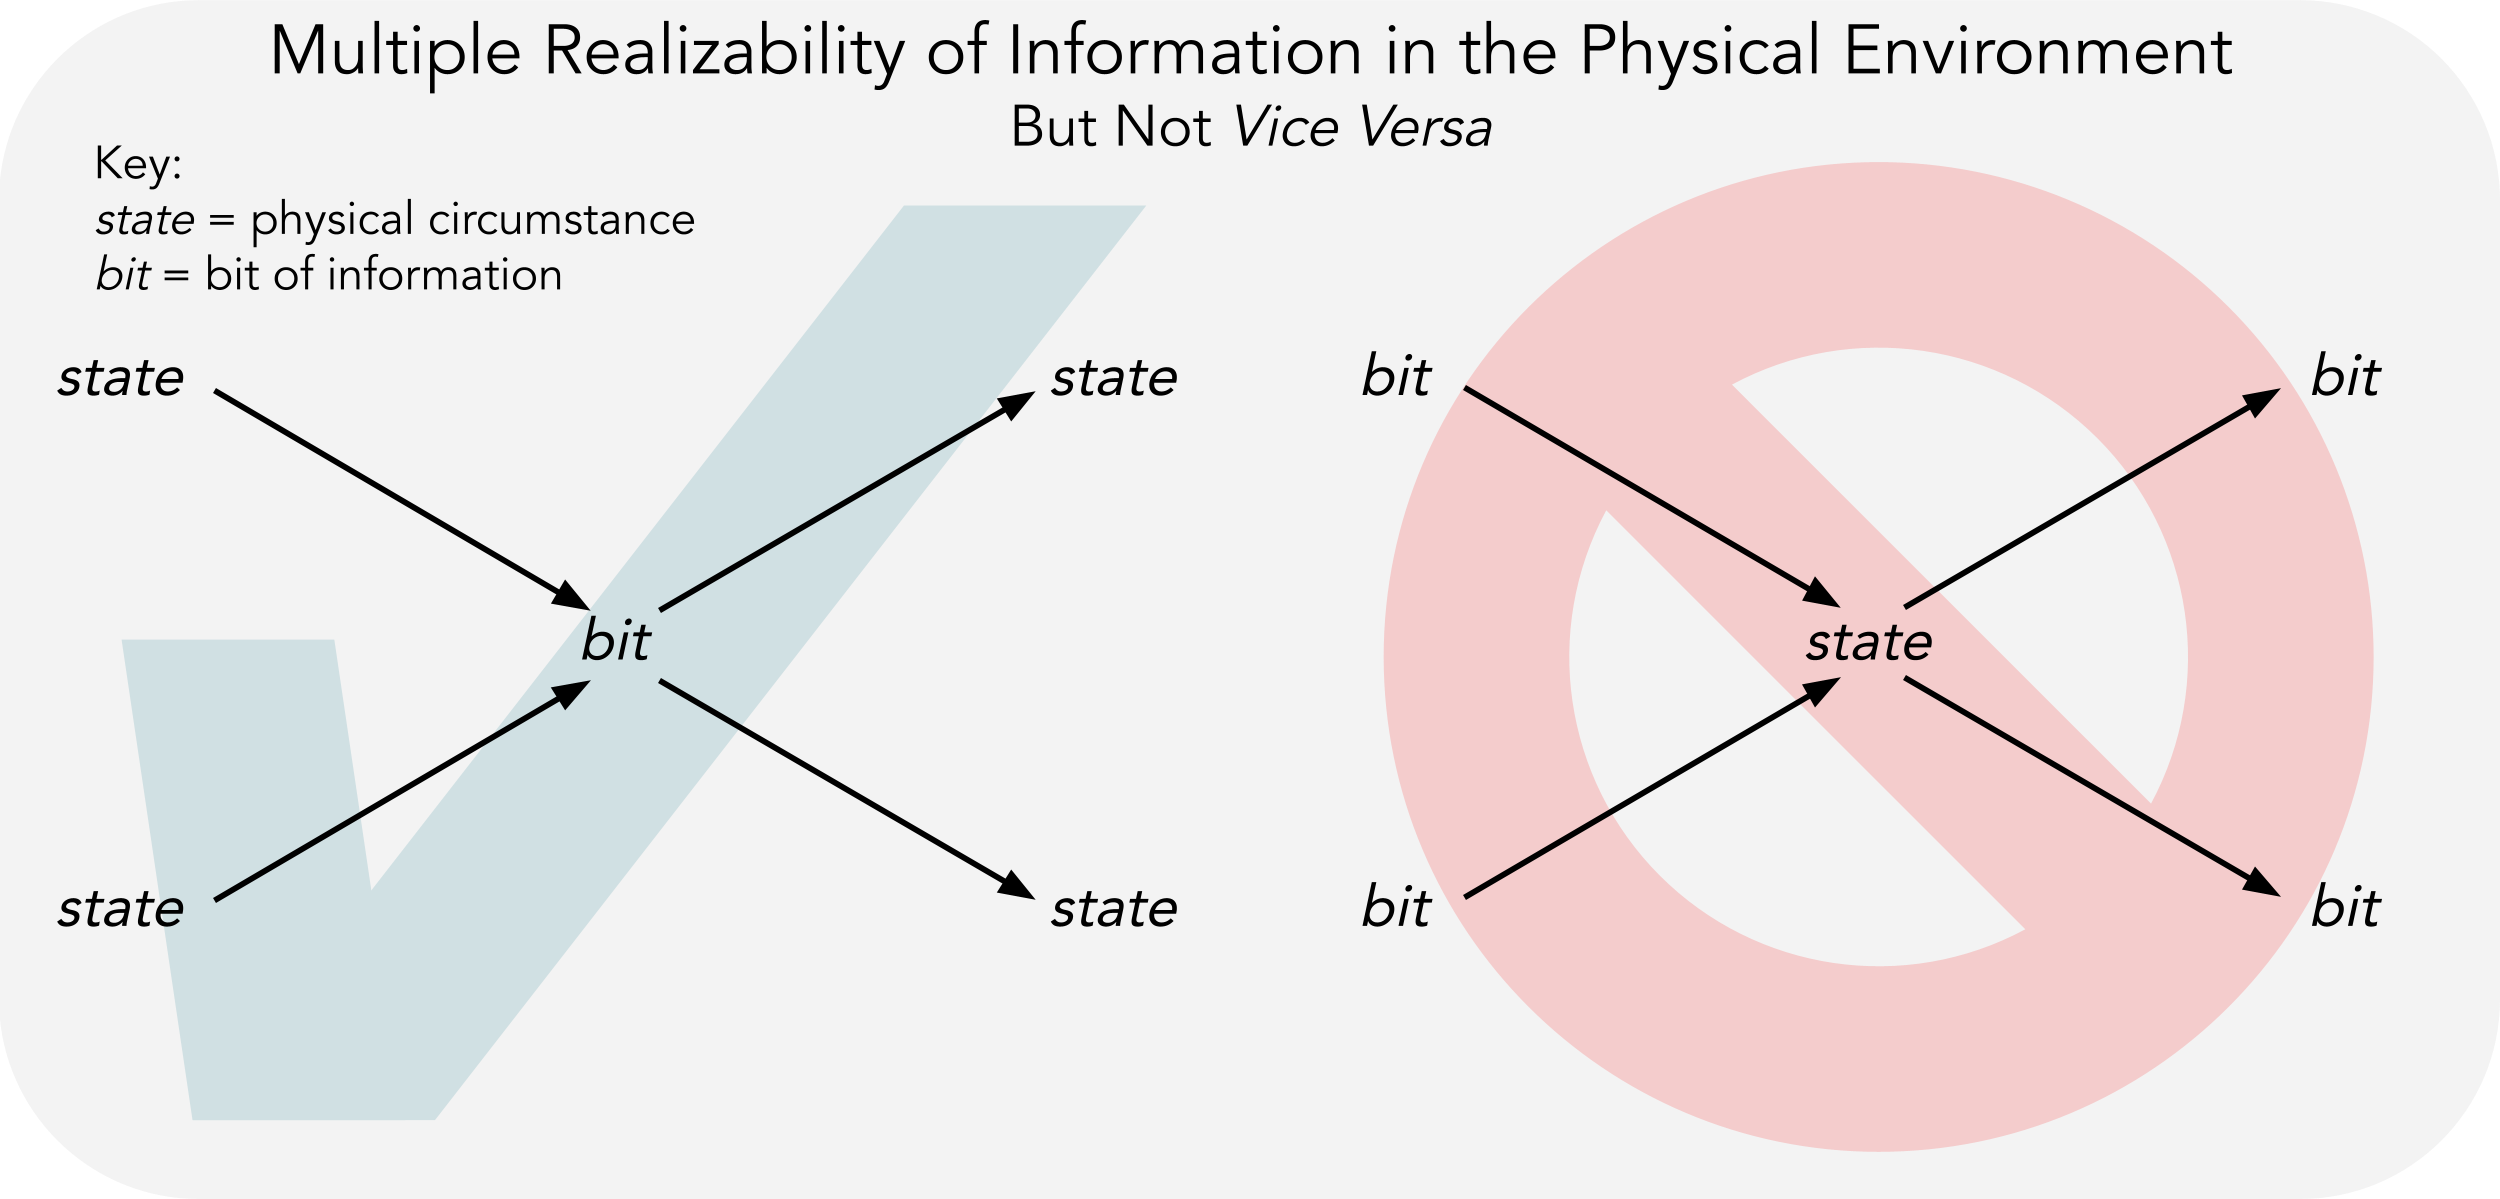 Multiple Realizability of Information in the Physical Environment
But Not Vice Versa
Key:
state = physical circumstance
bit = bit of information
state
state
bit
state
state
bit
bit
state
bit
bit